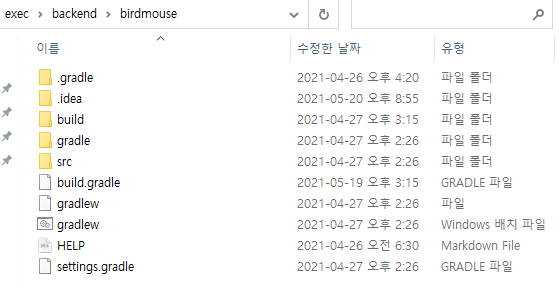 exec > backend > birdmouse
이름 수정한 날짜 유형
.gradle 2021-04-26 오후 4:20 파일 폴더
.idea 2021-05-20 오후 8:55 파일 폴더
build 2021-04-27 오후 3:15 파일 폴더
gradle 2021-04-27 오후 2:26 파일 폴더
src 2021-04-27 오후 2:26 파일 폴더
build.gradle 2021-05-19 오후 3:15 GRADLE 파일
gradlew 2021-04-27 오후 2:26 파일
gradlew 2021-04-27 오후 2:26 Windows 배치 파일
HELP 2021-04-26 오전 6:30 Markdown File
settings.gradle 2021-04-27 오후 2:26 GRADLE 파일